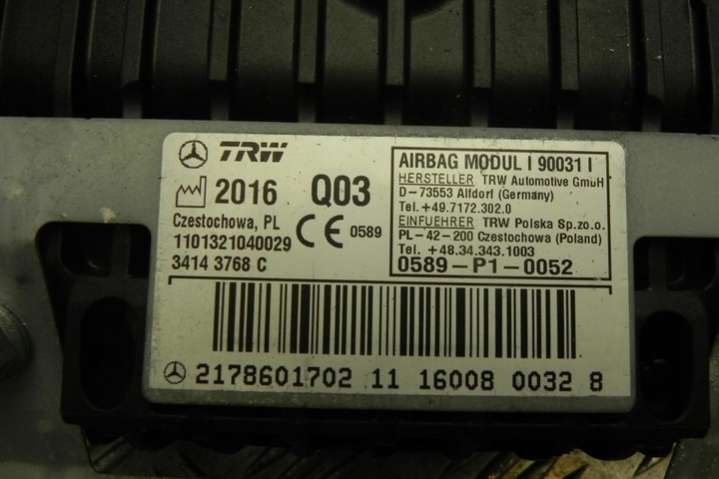 TRW
2016 Q03
Czestochowa, PL
1101321040029
CE 0589
3414 3768 C
AIRBAG MODUL I 90031 I
HERSTELLER TRW Automotive GmbH
D-73553 Alfdorf (Germany)
Tel.+49.7172.302.0
EINFUEHRER TRW Polska Sp.zo.o.
PL-42-200 Czestochowa (Poland)
Tel. +48.34.343.1003
0589-P1-0052
2178601702 11 16008 0032 8